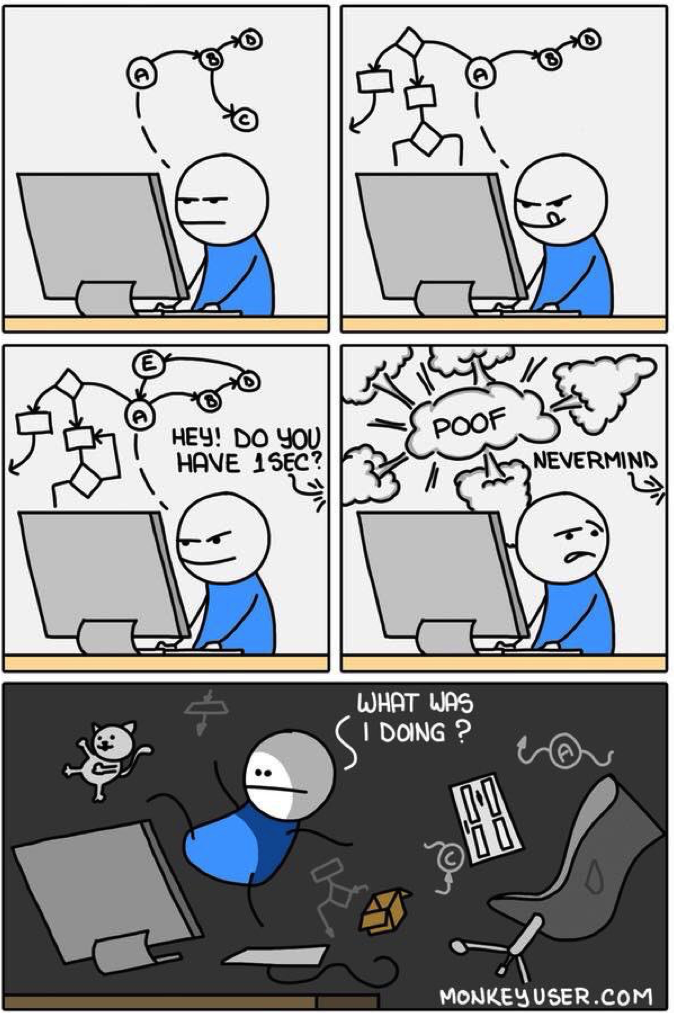 A
B
D
C
A
B
D
E
A
B
D
HEY! DO YOU
HAVE 1SEC?
POOF
NEVERMIND
WHAT WAS
I DOING?
A
C
MONKEYUSER.COM